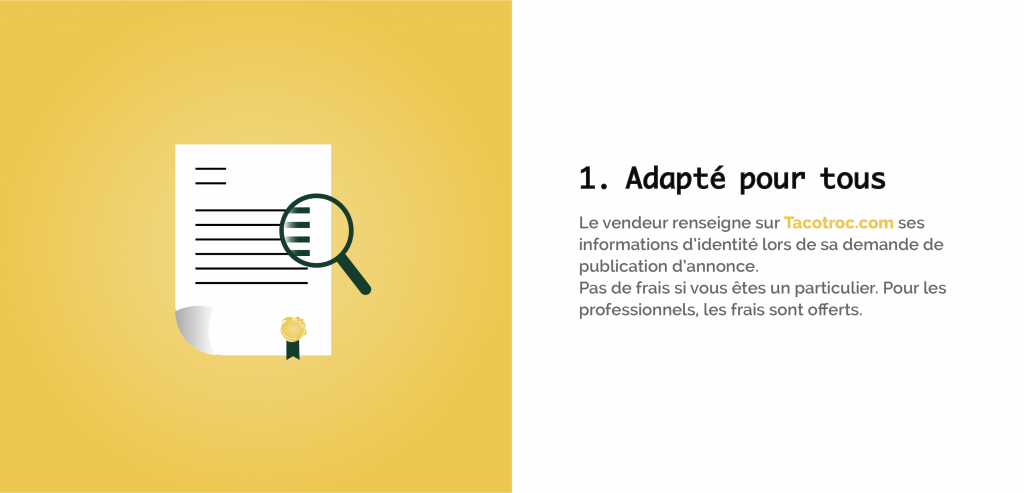 1. Adapté pour tous
Le vendeur renseigne sur Tacotroc.com ses
informations d'identité lors de sa demande de
publication d'annonce.
Pas de frais si vous êtes un particulier. Pour les
professionnels, les frais sont offerts.